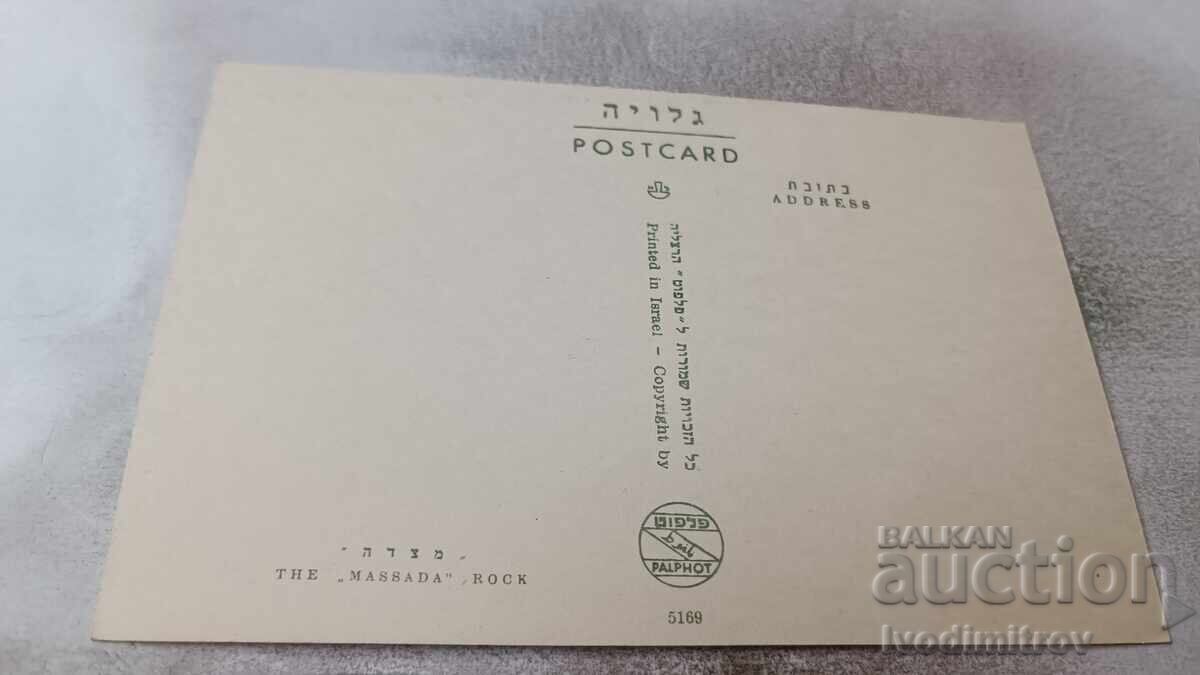 גלויה
POSTCARD
כתובת
ADDRESS
כל הזכויות שמורות ל„פלפוט" הרצליה
Printed in Israel - Copyright by
פלפוט
PALPHOT
5169
"מצדה"
THE „MASSADA" ROCK
BALKAN
auction
Ivodimitrov